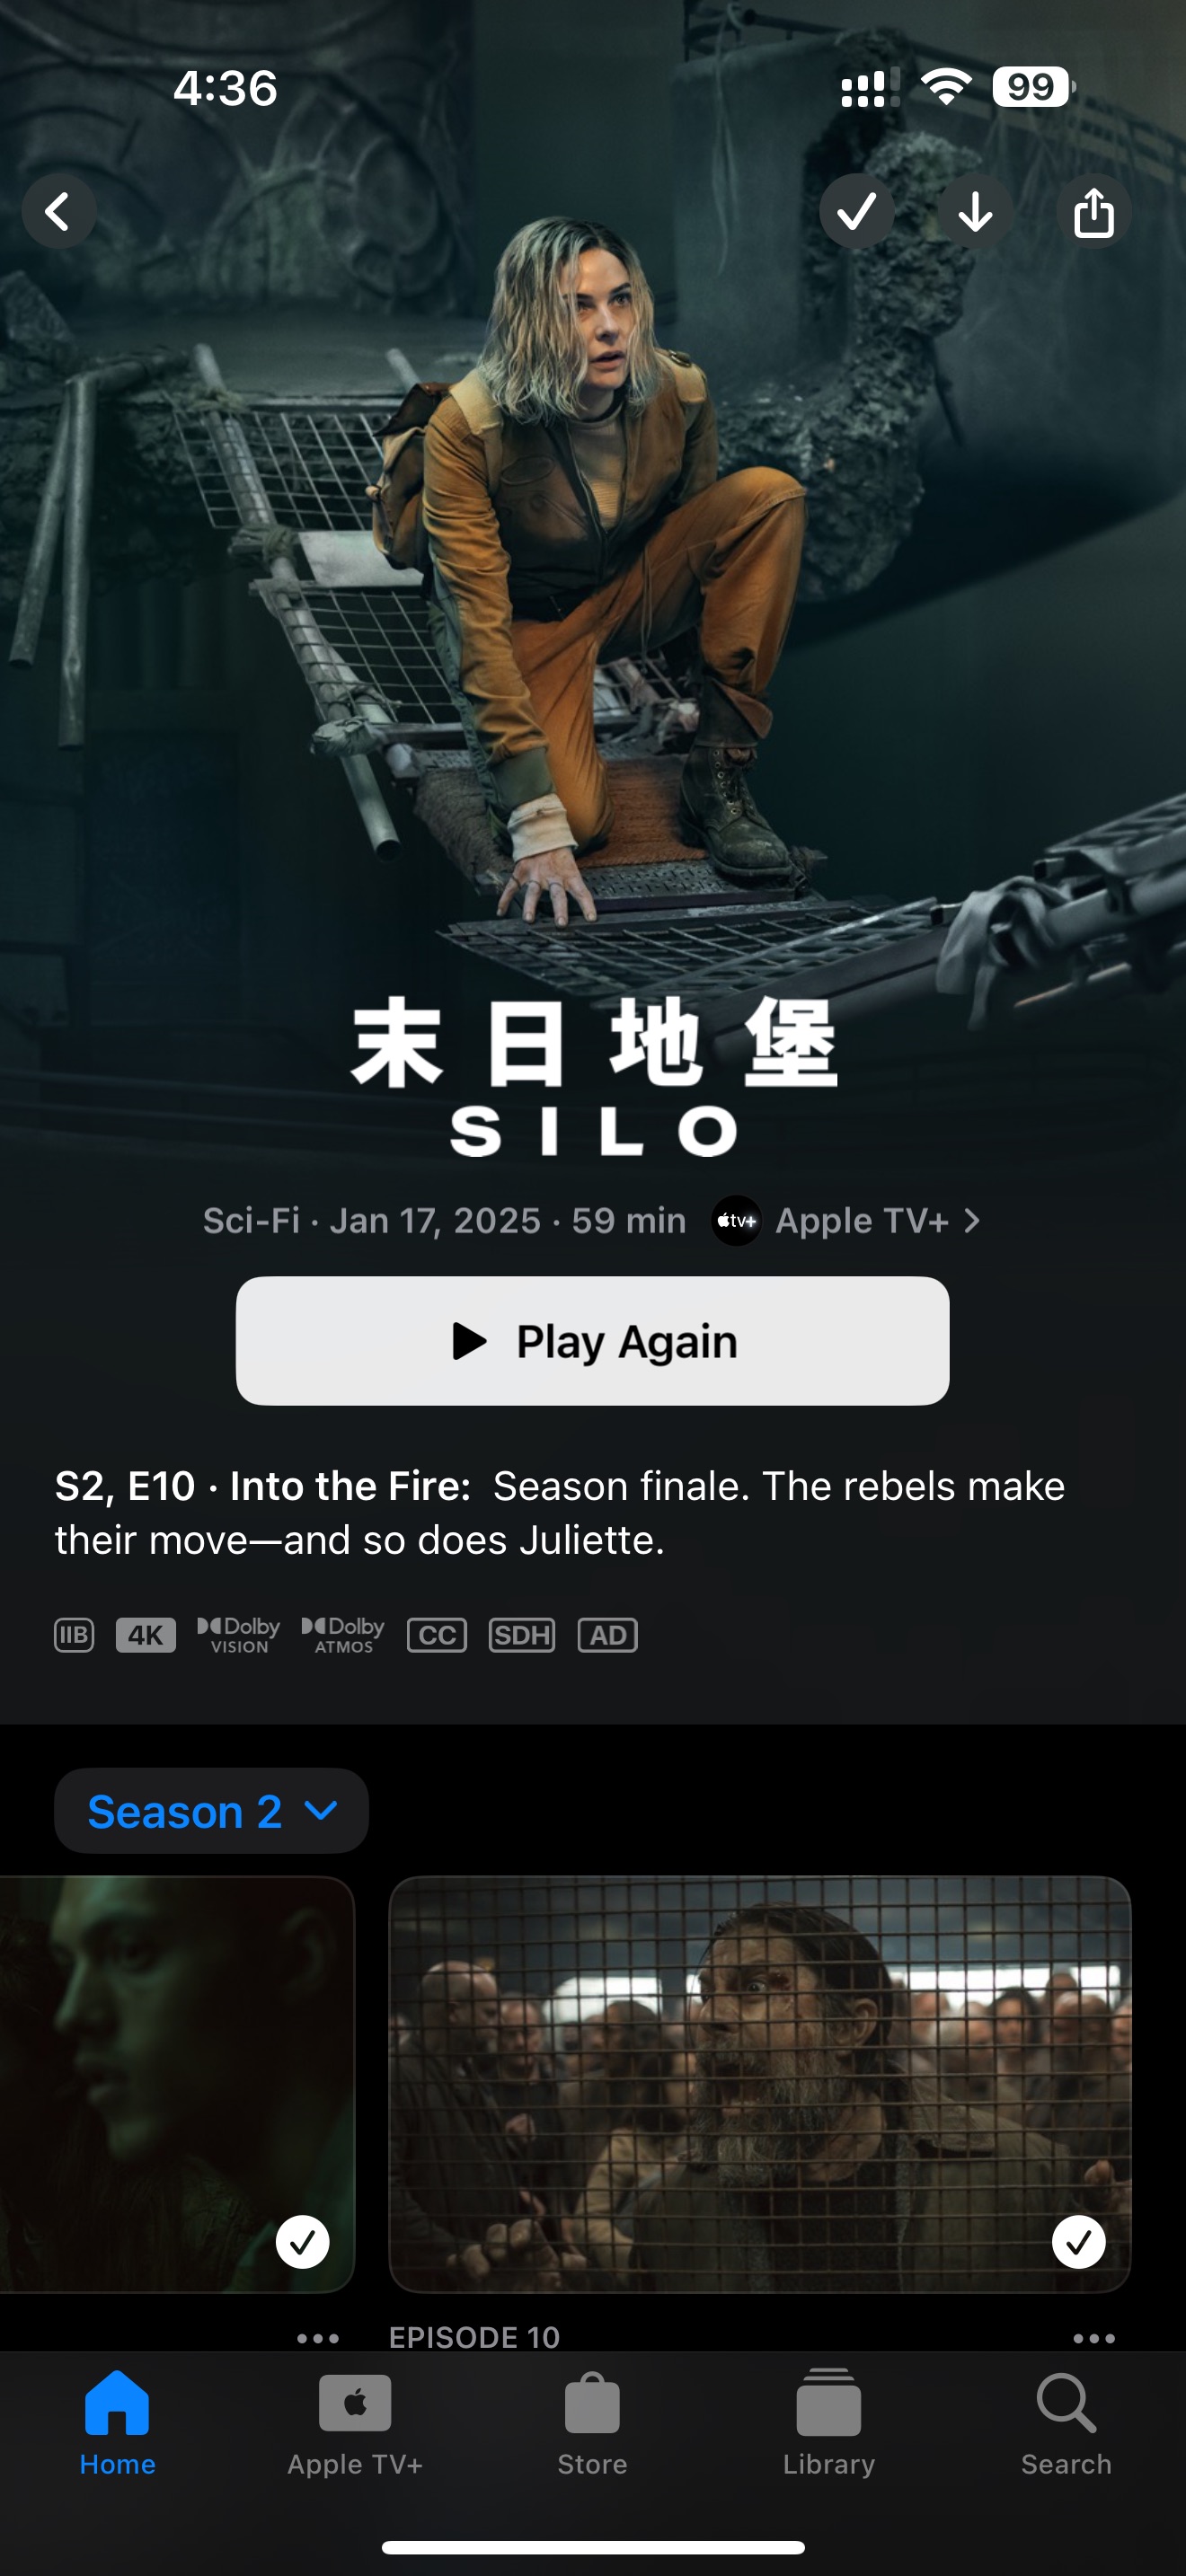 4:36
99
末日地堡
SILO
Sci-Fi · Jan 17, 2025 · 59 min tv+ Apple TV+
Play Again
S2, E10 · Into the Fire: Season finale. The rebels make
their move—and so does Juliette.
IIB 4K Dolby VISION Dolby ATMOS CC SDH AD
Season 2
EPISODE 10
Home Apple TV+ Store Library Search